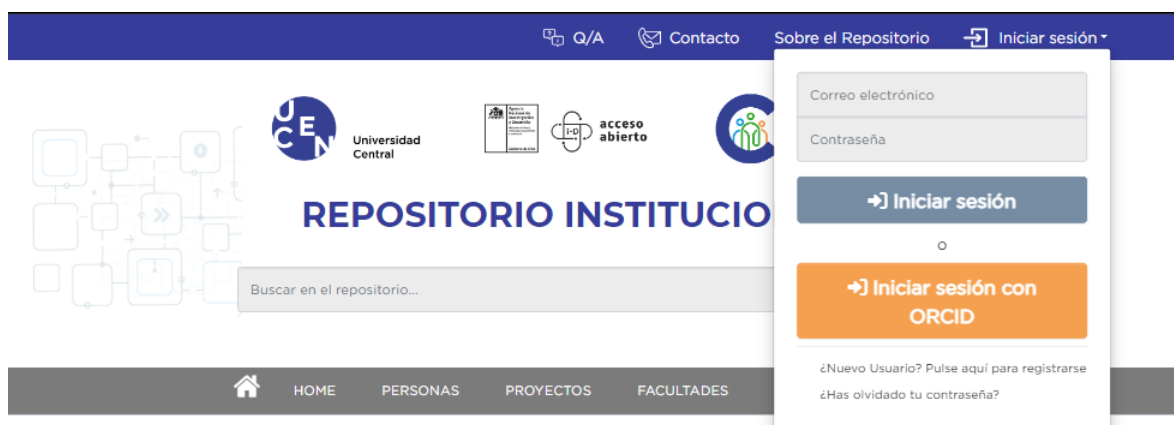 Q/A Contacto Sobre el Repositorio Iniciar sesión
Correo electrónico
Contraseña
UCEN
Universidad
Central
i-D
acceso
abierto
Iniciar sesión
REPOSITORIO INSTITUCIO
o
Iniciar sesión con
ORCID
Buscar en el repositorio...
¿Nuevo Usuario? Pulse aquí para registrarse
¿Has olvidado tu contraseña?
HOME PERSONAS PROYECTOS FACULTADES